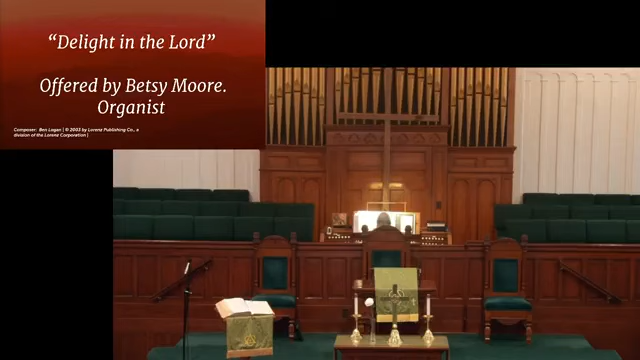 “Delight in the Lord”
Offered by Betsy Moore.
Organist
Composer: Ben Logan | © 2003 by Lorenz Publishing Co., a
division of the Lorenz Corporation |